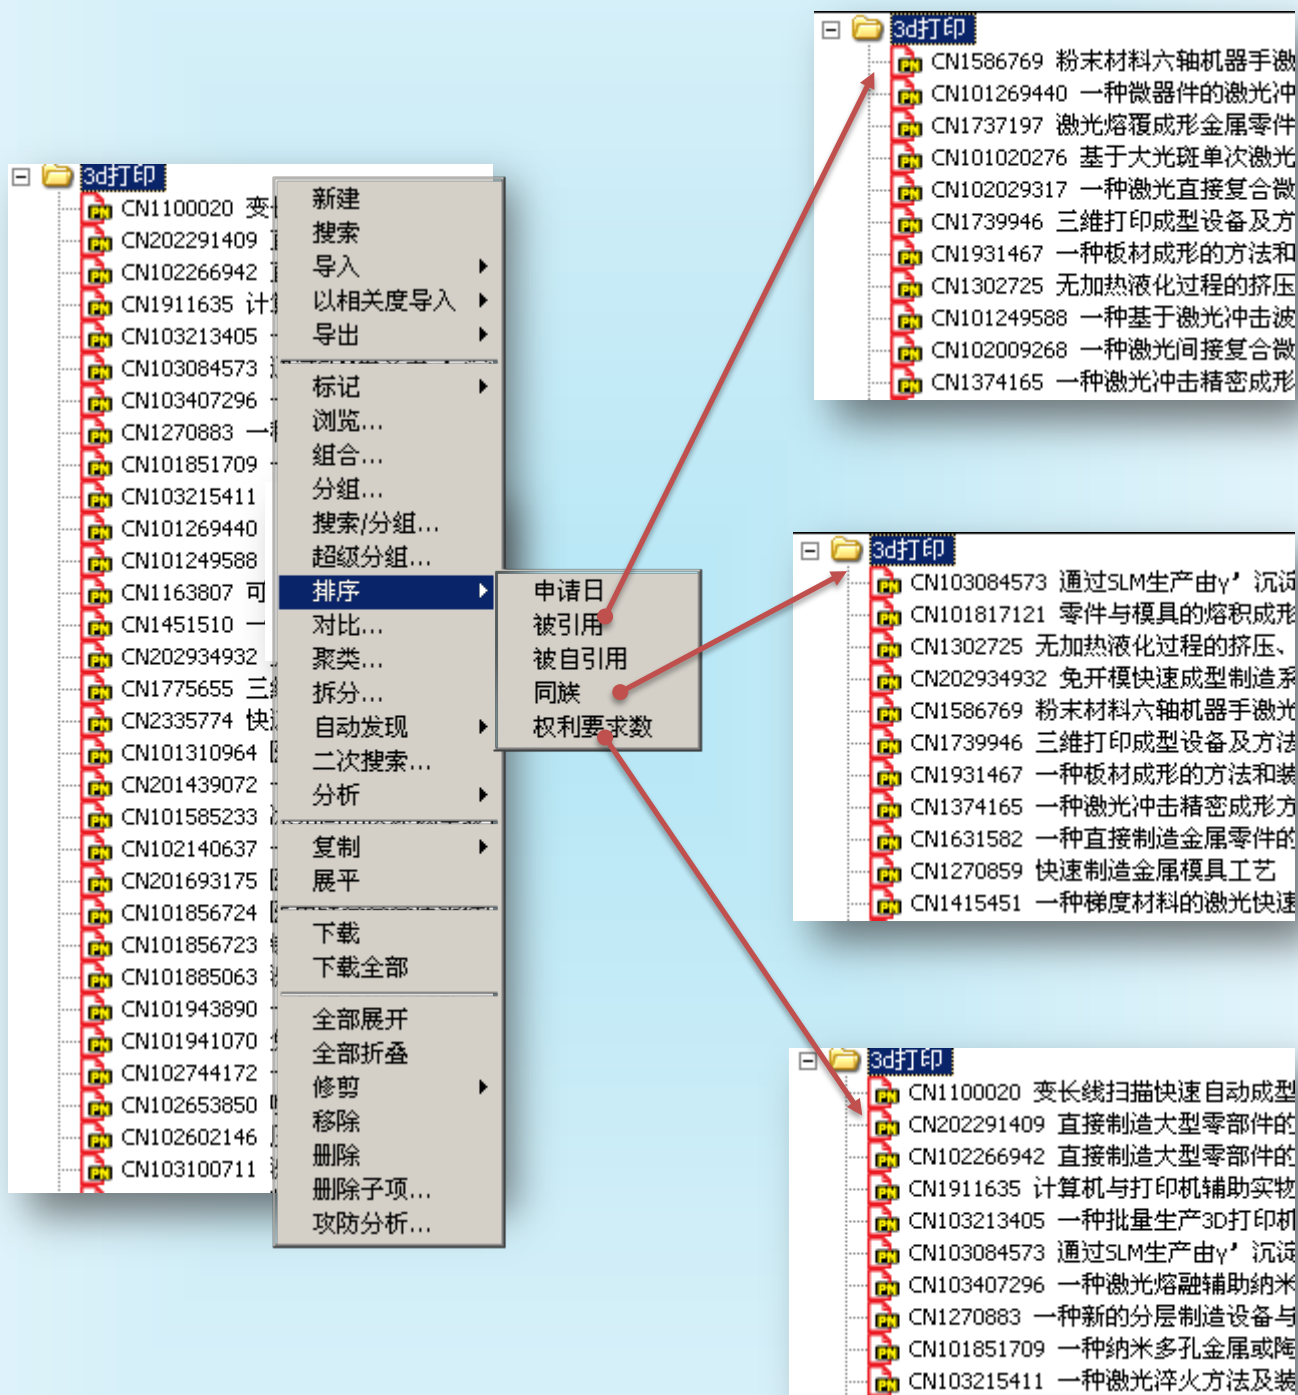 3d打印
CN1100020 变
CN202291409
CN102266942
CN1911635 计
CN103213405
CN103084573
CN103407296
CN1270883 一
CN101851709
CN103215411
CN101269440
CN101249588
CN1163807 可
CN1451510 一
CN202934932
CN1775655 三
CN2335774 快
CN101310964
CN201439072
CN101585233
CN102140637
CN201693175
CN101856724
CN101856723
CN101885063
CN101943890
CN101941070
CN102744172
CN102653850
CN102602146
CN103100711
新建
搜索
导入
以相关度导入
导出
标记
浏览...
组合...
分组...
搜索/分组...
超级分组...
排序
对比...
聚类...
拆分...
自动发现
二次搜索...
分析
复制
展平
下载
下载全部
全部展开
全部折叠
修剪
移除
删除
删除子项...
攻防分析...
申请日
被引用
被自引用
同族
权利要求数
3d打印
CN1586769 粉末材料六轴机器手激
CN101269440 一种微器件的激光冲
CN1737197 激光熔覆成形金属零件
CN101020276 基于大光斑单次激光
CN102029317 一种激光直接复合微
CN1739946 三维打印成型设备及方
CN1931467 一种板材成形的方法和
CN1302725 无加热液化过程的挤压
CN101249588 一种基于激光冲击波
CN102009268 一种激光间接复合微
CN1374165 一种激光冲击精密成形
3d打印
CN103084573 通过SLM生产由γ’沉淀
CN101817121 零件与模具的熔积成形
CN1302725 无加热液化过程的挤压、
CN202934932 免开模快速成型制造系
CN1586769 粉末材料六轴机器手激光
CN1739946 三维打印成型设备及方法
CN1931467 一种板材成形的方法和装
CN1374165 一种激光冲击精密成形方
CN1631582 一种直接制造金属零件的
CN1270859 快速制造金属模具工艺
CN1415451 一种梯度材料的激光快速
3d打印
CN1100020 变长线扫描快速自动成型
CN202291409 直接制造大型零部件的
CN102266942 直接制造大型零部件的
CN1911635 计算机与打印机辅助实物
CN103213405 一种批量生产3D打印机
CN103084573 通过SLM生产由γ’沉淀
CN103407296 一种激光熔融辅助纳米
CN1270883 一种新的分层制造设备与
CN101851709 一种纳米多孔金属或陶
CN103215411 一种激光淬火方法及装